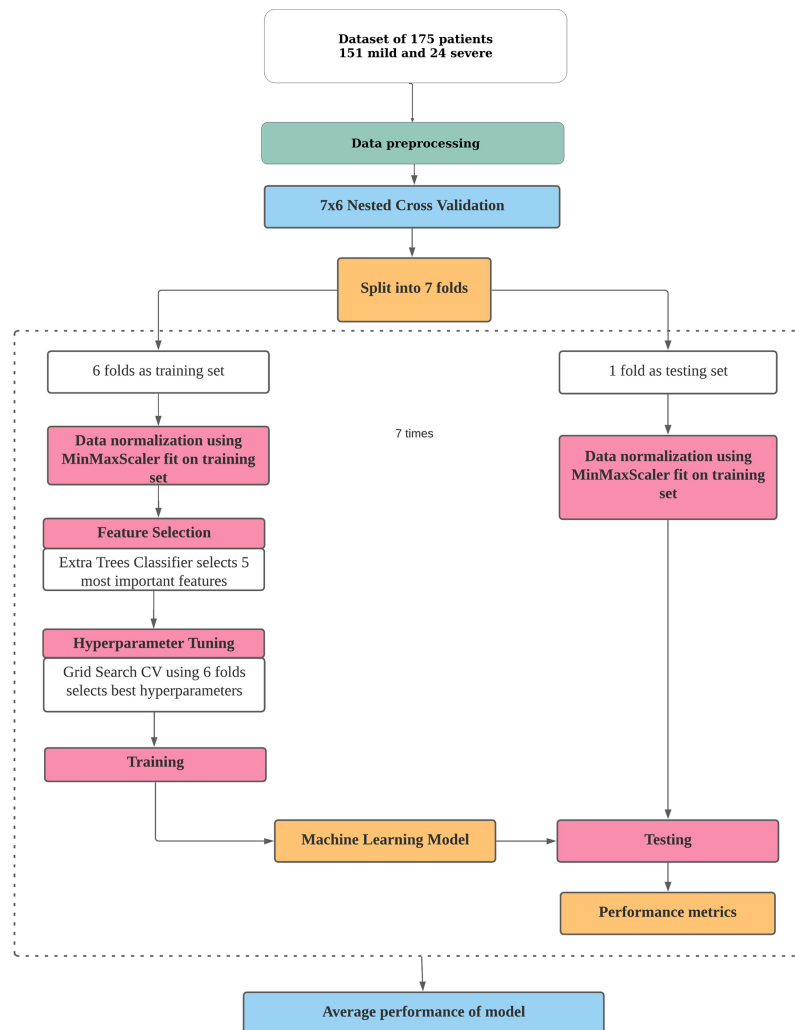 Dataset of 175 patients
151 mild and 24 severe
Data preprocessing
7x6 Nested Cross Validation
Split into 7 folds
6 folds as training set
1 fold as testing set
7 times
Data normalization using
MinMaxScaler fit on training
set
Data normalization using
MinMaxScaler fit on training
set
Feature Selection
Extra Trees Classifier selects 5
most important features
Hyperparameter Tuning
Grid Search CV using 6 folds
selects best hyperparameters
Training
Machine Learning Model
Testing
Performance metrics
Average performance of model